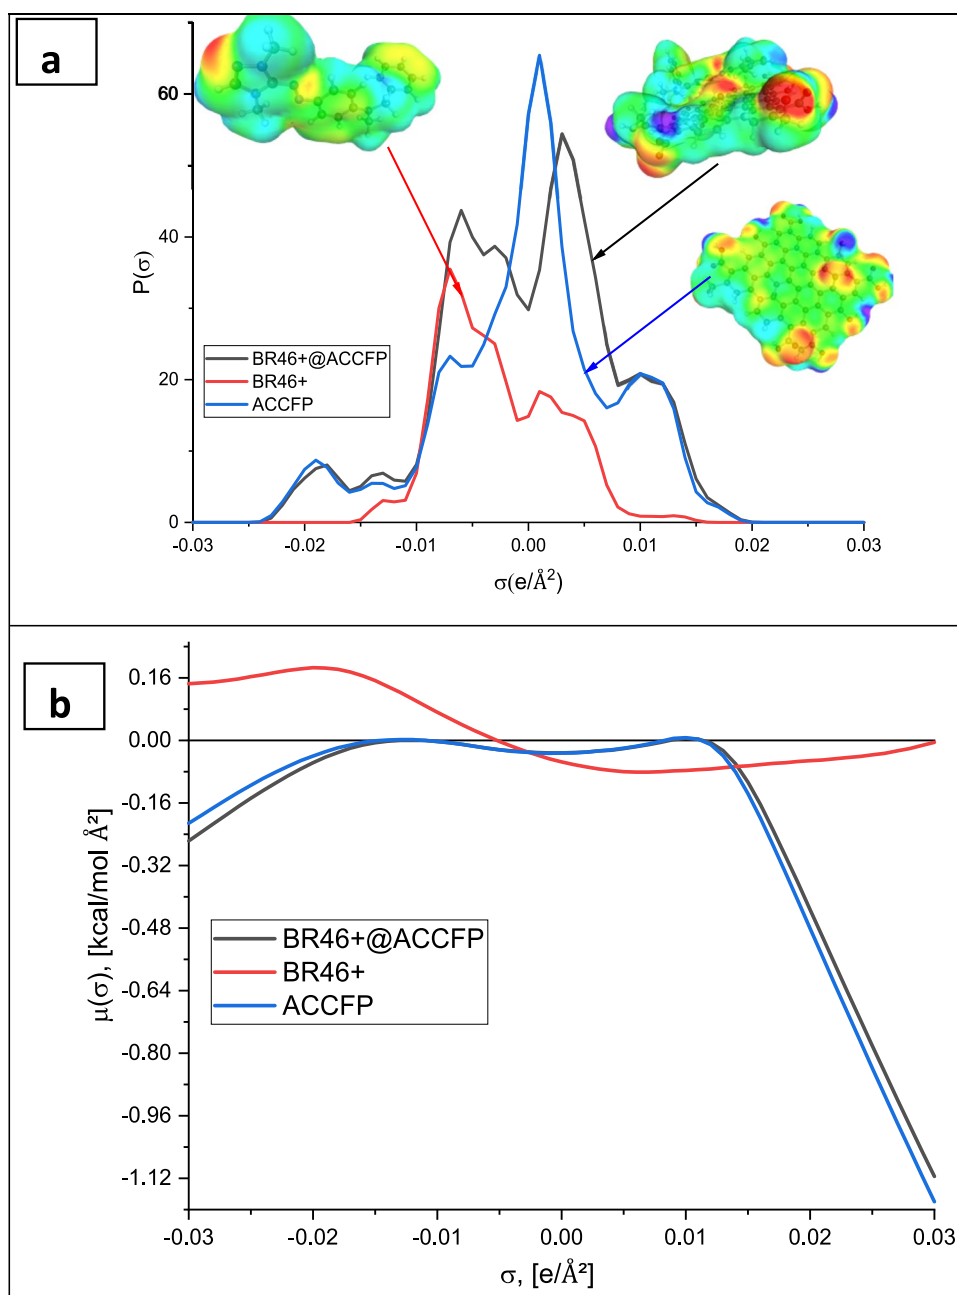 a
P(σ)
60
40
20
0
BR46+@ACCFP
BR46+
ACCFP
-0.03
-0.02
-0.01
0.00
0.01
0.02
0.03
σ(e/Å²)
b
μ(σ), [kcal/mol Å²]
0.16
0.00
-0.16
-0.32
-0.48
-0.64
-0.80
-0.96
-1.12
BR46+@ACCFP
BR46+
ACCFP
-0.03
-0.02
-0.01
0.00
0.01
0.02
0.03
σ, [e/Å²]